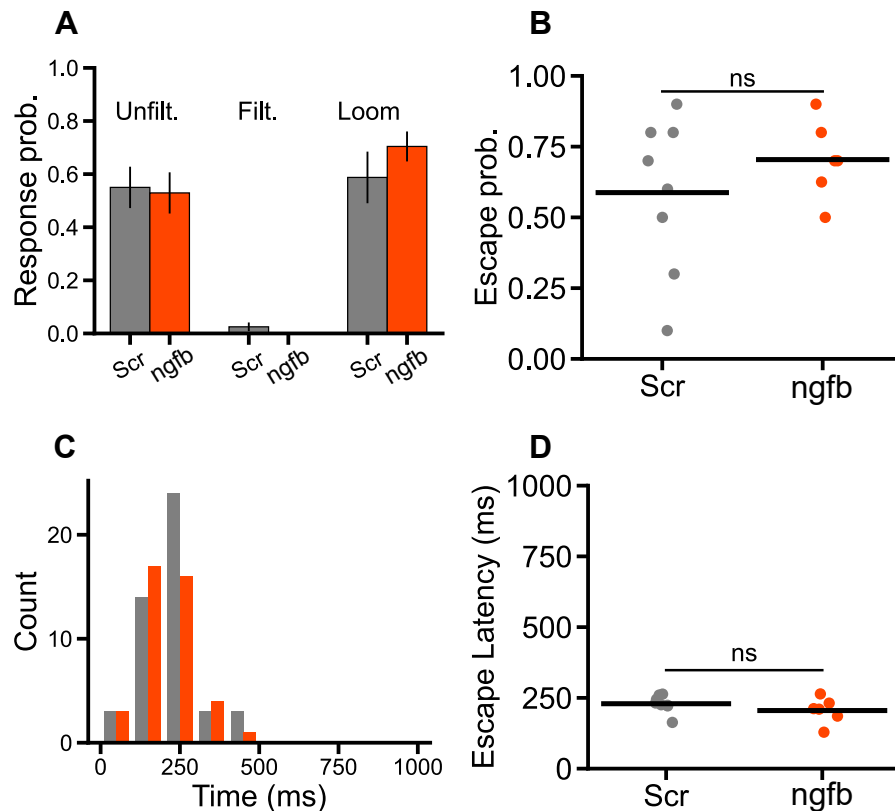 A
Response prob.
1.0
0.8
0.6
0.4
0.2
0.0
Unfilt.
Filt.
Loom
Scr
ngfb
Scr
ngfb
Scr
ngfb
B
Escape prob.
1.00
0.75
0.50
0.25
0.00
ns
Scr
ngfb
C
Count
20
10
0
0
250
500
750
1000
Time (ms)
D
Escape Latency (ms)
1000
750
500
250
0
ns
Scr
ngfb